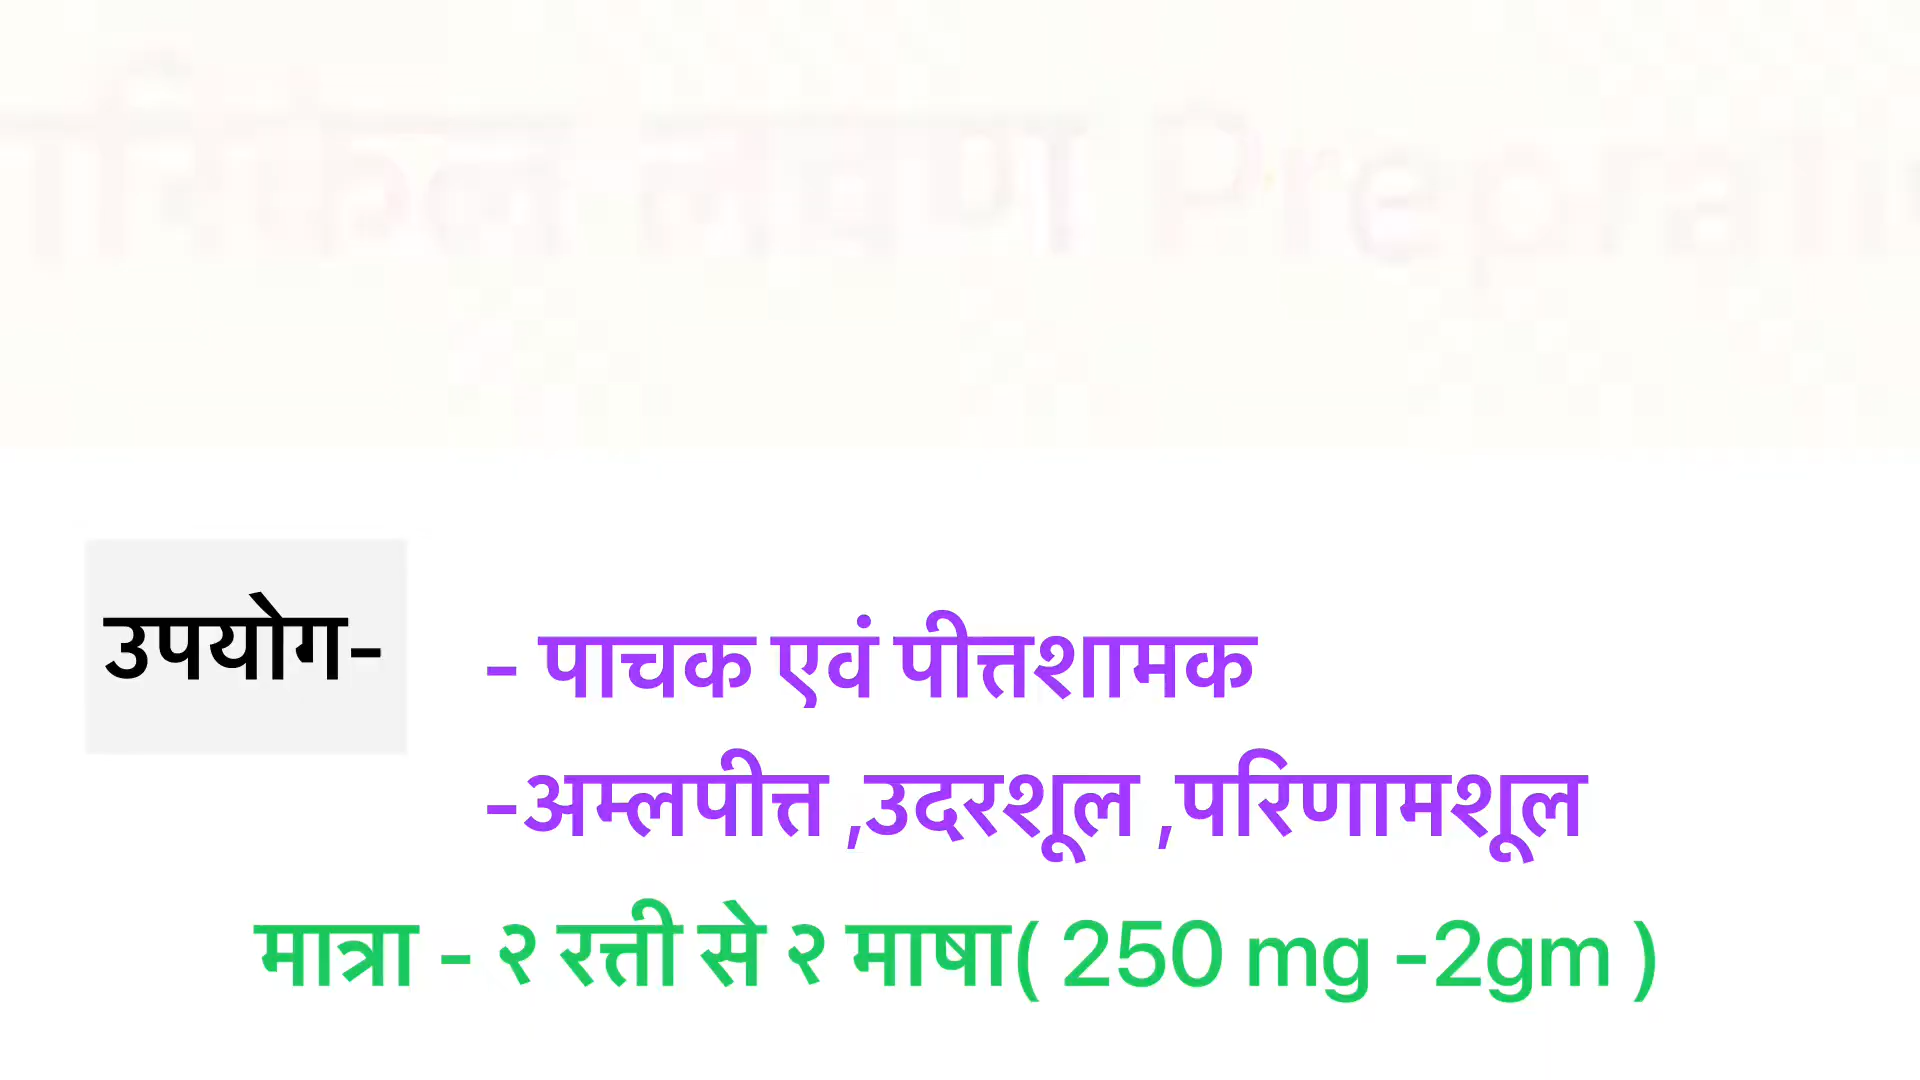 उपयोग-
- पाचक एवं पीत्तशामक
-अम्लपीत्त ,उदरशूल ,परिणामशूल
मात्रा - २ रत्ती से २ माषा( 250 mg -2gm )